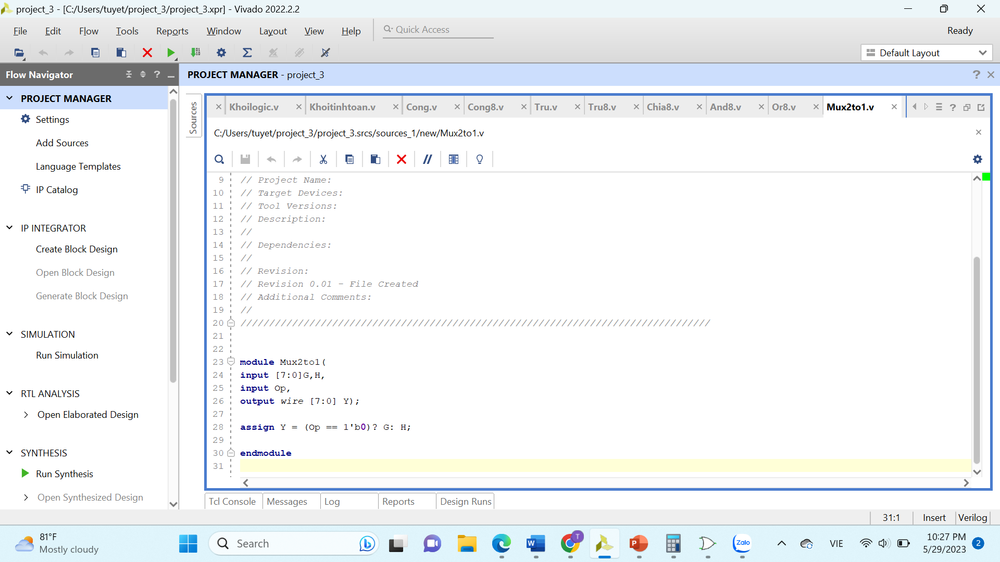 project_3 - [C:/Users/tuyet/project_3/project_3.xpr] - Vivado 2022.2.2
File Edit Flow Tools Reports Window Layout View Help Quick Access Ready
Default Layout
Flow Navigator ? PROJECT MANAGER - project_3 ?
PROJECT MANAGER
Settings
Add Sources
Language Templates
IP Catalog
IP INTEGRATOR
Create Block Design
Open Block Design
Generate Block Design
SIMULATION
Run Simulation
RTL ANALYSIS
Open Elaborated Design
SYNTHESIS
Run Synthesis
Open Synthesized Design
Sources
Khoilogic.v Khoitinhtoan.v Cong.v Cong8.v Tru.v Tru8.v Chia8.v And8.v Or8.v Mux2to1.v ?
C:/Users/tuyet/project_3/project_3.srcs/sources_1/new/Mux2to1.v
9 // Project Name:
10 // Target Devices:
11 // Tool Versions:
12 // Description:
13 //
14 // Dependencies:
15 //
16 // Revision:
17 // Revision 0.01 - File Created
18 // Additional Comments:
19 //
20 //////////////////////////////////////////////////////////////////////////////////
21
22
23 module Mux2to1(
24 input [7:0]G,H,
25 input Op,
26 output wire [7:0] Y);
27
28 assign Y = (Op == 1'b0)? G: H;
29
30 endmodule
31
Tcl Console Messages Log Reports Design Runs
31:1 Insert Verilog
81°F
Mostly cloudy
Search
T
W
P
Zalo
VIE
10:27 PM
5/29/2023
2